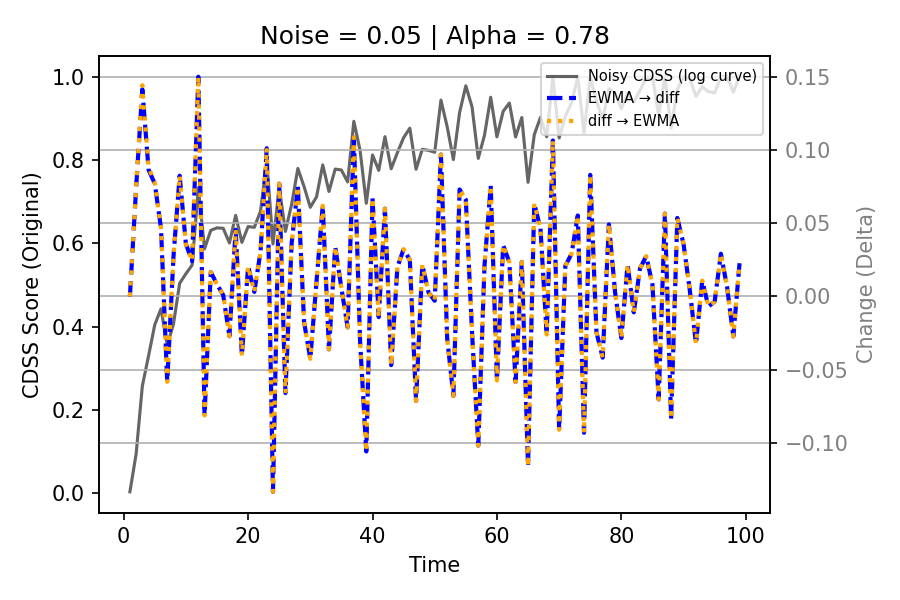 Noise = 0.05 | Alpha = 0.78
Noisy CDSS (log curve)
EWMA → diff
diff → EWMA
CDSS Score (Original)
1.0
0.8
0.6
0.4
0.2
0.0
0.15
0.10
0.05
0.00
−0.05
−0.10
Change (Delta)
0 20 40 60 80 100
Time